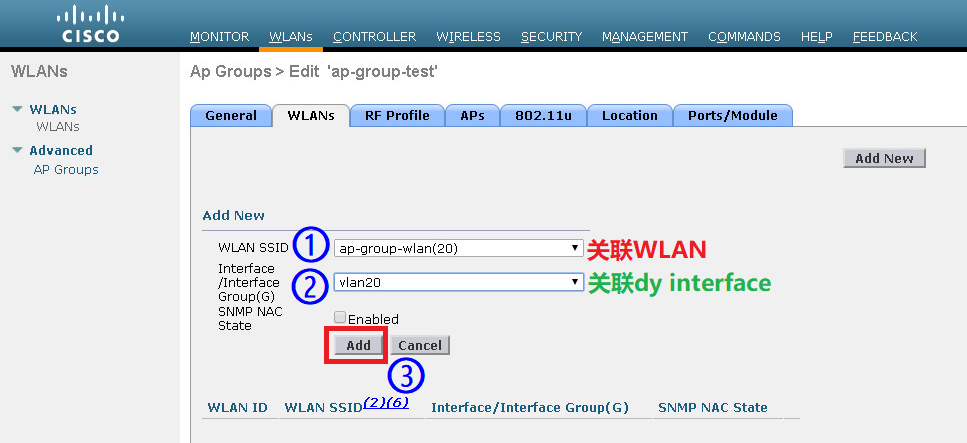 CISCO
MONITOR WLANs CONTROLLER WIRELESS SECURITY MANAGEMENT COMMANDS HELP FEEDBACK
WLANs
WLANs
WLANs
Advanced
AP Groups
Ap Groups > Edit 'ap-group-test'
General WLANs RF Profile APs 802.11u Location Ports/Module
Add New
Add New
WLAN SSID ① ap-group-wlan(20) 关联WLAN
Interface
/Interface
Group(G)
② vlan20 关联dy interface
SNMP NAC
State
Enabled
Add Cancel
③
WLAN ID WLAN SSID(2)(6) Interface/Interface Group(G) SNMP NAC State